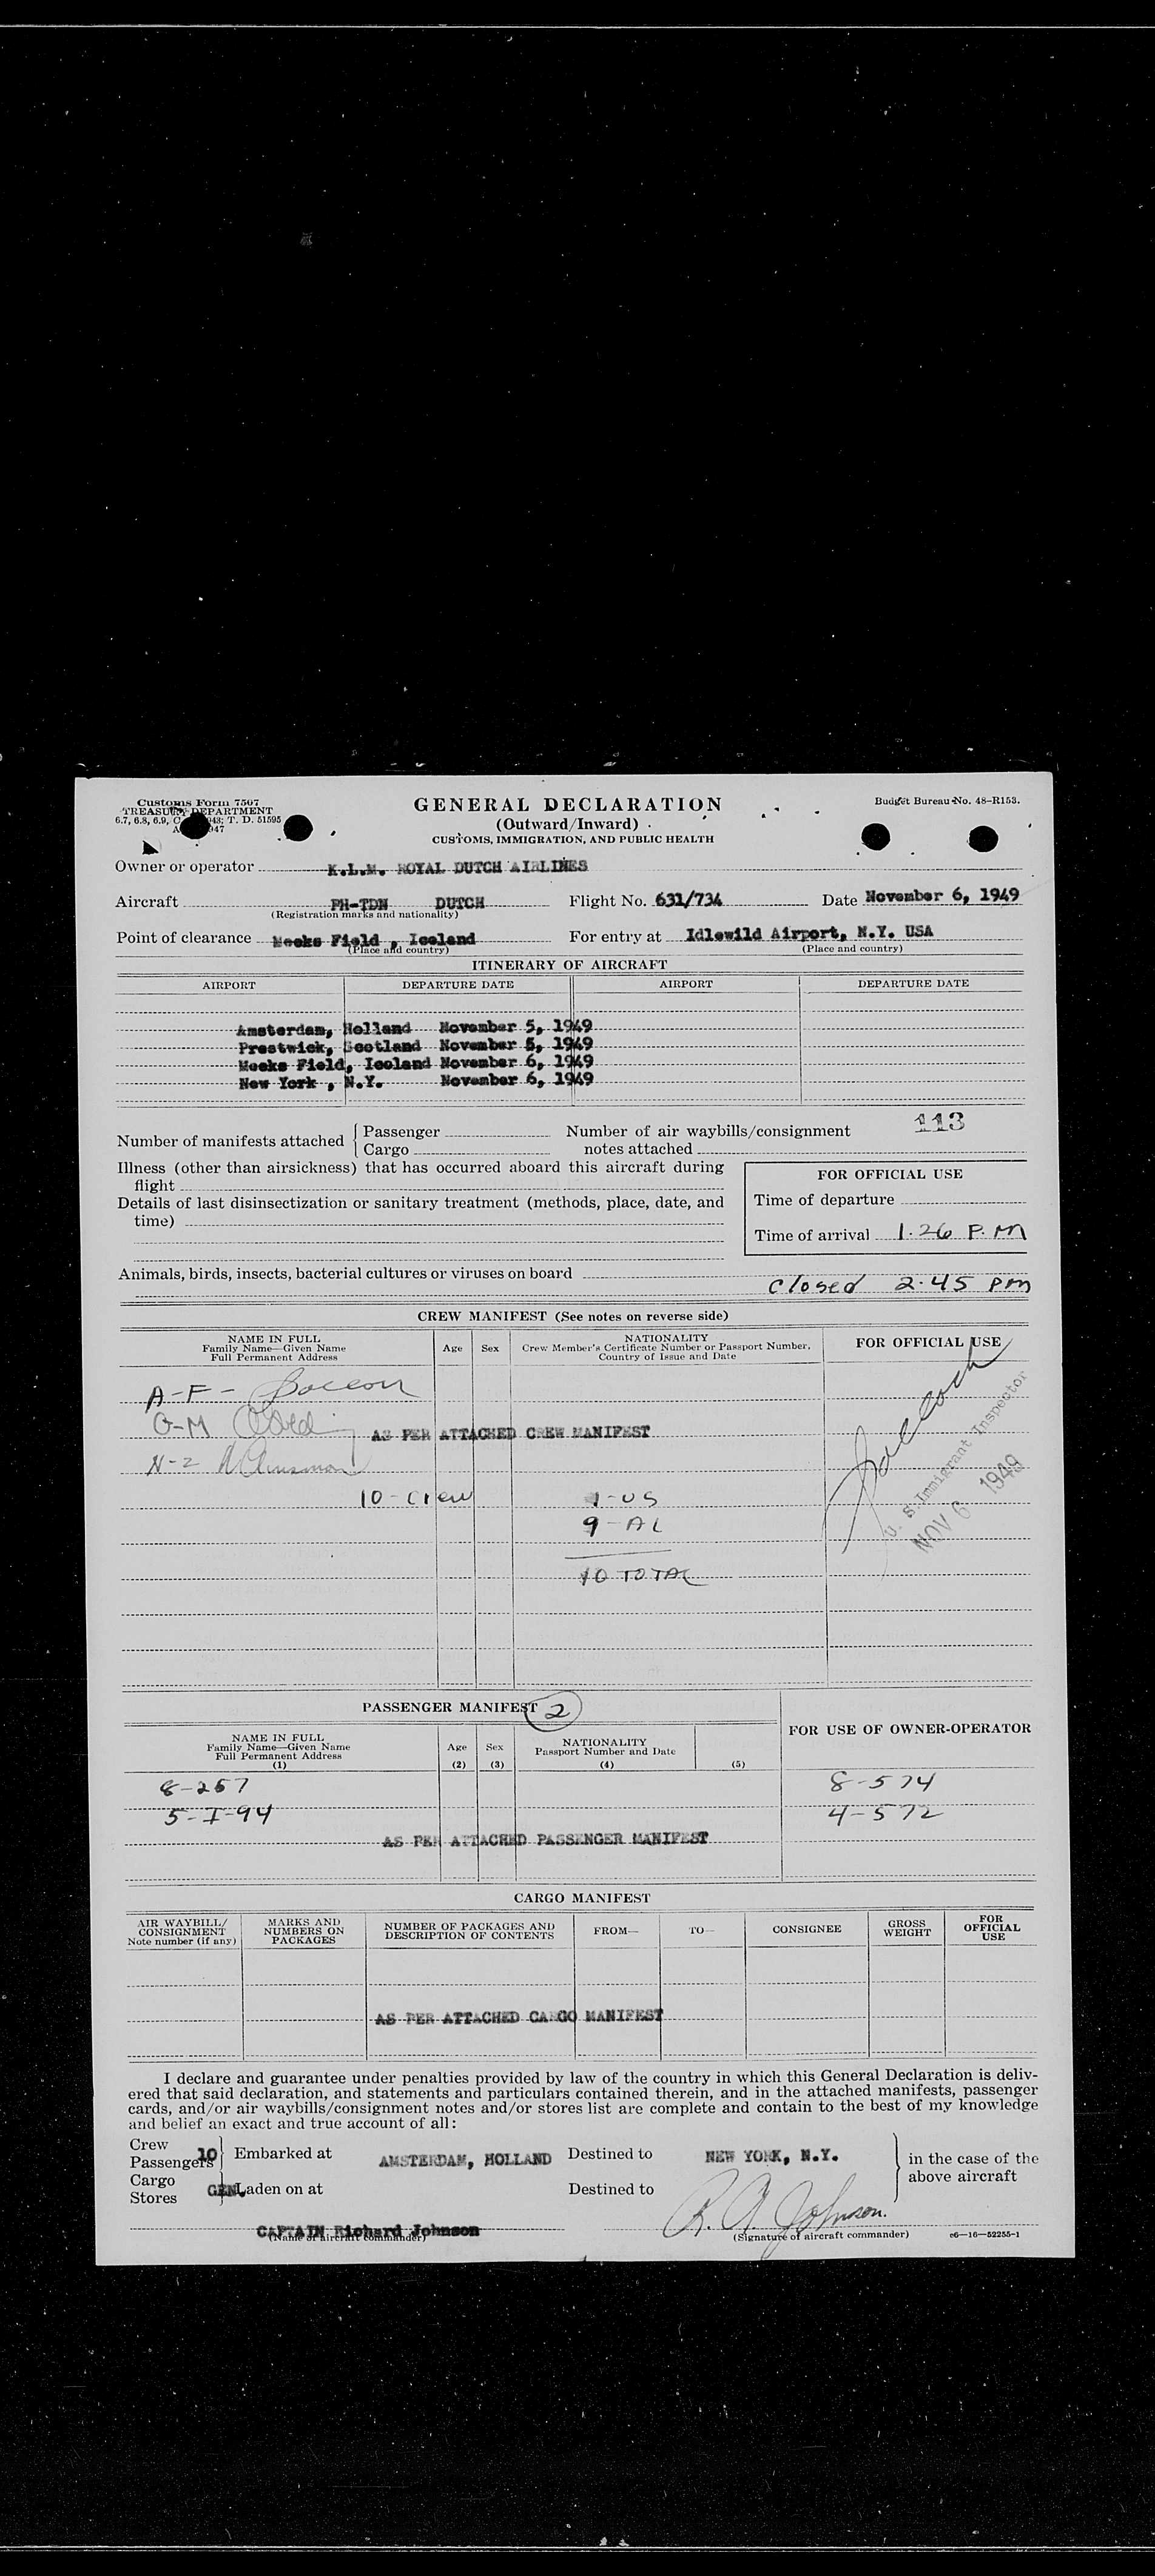 Customs Form 7507
TREASURY DEPARTMENT
6.7, 6.8, 6.9, C 43; T. D. 51595
A 1947
GENERAL DECLARATION
(Outward/Inward)
CUSTOMS, IMMIGRATION, AND PUBLIC HEALTH
Budget Bureau No. 48–R153.
Owner or operator K.L.M. ROYAL DUTCH AIRLINES
Aircraft PH-TDN DUTCH Flight No. 631/734 Date November 6, 1949
(Registration marks and nationality)
Point of clearance Meeks Field , Iceland For entry at Idlewild Airport, N.Y. USA
(Place and country) (Place and country)
ITINERARY OF AIRCRAFT
AIRPORT DEPARTURE DATE AIRPORT DEPARTURE DATE
Amsterdam, Holland November 5, 1949
Prestwick, Scotland November 5, 1949
Meeks Field, Iceland November 6, 1949
New York , N.Y. November 6, 1949
113
Number of manifests attached { Passenger Number of air waybills/consignment
Cargo notes attached
Illness (other than airsickness) that has occurred aboard this aircraft during
flight
FOR OFFICIAL USE
Details of last disinsectization or sanitary treatment (methods, place, date, and
time)
Time of departure
Time of arrival 1.26 P.M
Animals, birds, insects, bacterial cultures or viruses on board
Closed 2.45 pm
CREW MANIFEST (See notes on reverse side)
NAME IN FULL
Family Name—Given Name
Full Permanent Address
Age Sex
NATIONALITY
Crew Member's Certificate Number or Passport Number,
Country of Issue and Date
FOR OFFICIAL USE
A-F-
G-M
AS PER ATTACHED CREW MANIFEST
N-Z
U. S. Immigrant Inspector
NOV 6 1949
10-Crew 1-US
9-AL
10 TOTAL
PASSENGER MANIFEST 2
NAME IN FULL
Family Name—Given Name
Full Permanent Address
(1)
Age
(2)
Sex
(3)
NATIONALITY
Passport Number and Date
(4)
(5)
FOR USE OF OWNER-OPERATOR
8-257 8-574
5-I-94 4-572
AS PER ATTACHED PASSENGER MANIFEST
CARGO MANIFEST
AIR WAYBILL/
CONSIGNMENT
Note number (if any)
MARKS AND
NUMBERS ON
PACKAGES
NUMBER OF PACKAGES AND
DESCRIPTION OF CONTENTS
FROM—
TO—
CONSIGNEE
GROSS
WEIGHT
FOR
OFFICIAL
USE
AS PER ATTACHED CARGO MANIFEST
I declare and guarantee under penalties provided by law of the country in which this General Declaration is deliv-
ered that said declaration, and statements and particulars contained therein, and in the attached manifests, passenger
cards, and/or air waybills/consignment notes and/or stores list are complete and contain to the best of my knowledge
and belief an exact and true account of all:
Crew 10
Passengers } Embarked at AMSTERDAM, HOLLAND Destined to NEW YORK, N.Y. } in the case of the
above aircraft
Cargo GEN.
Stores } Laden on at Destined to
CAPTAIN Richard Johnson R. A. Johnson.
(Name of aircraft commander) (Signature of aircraft commander) c6—16—52255-1